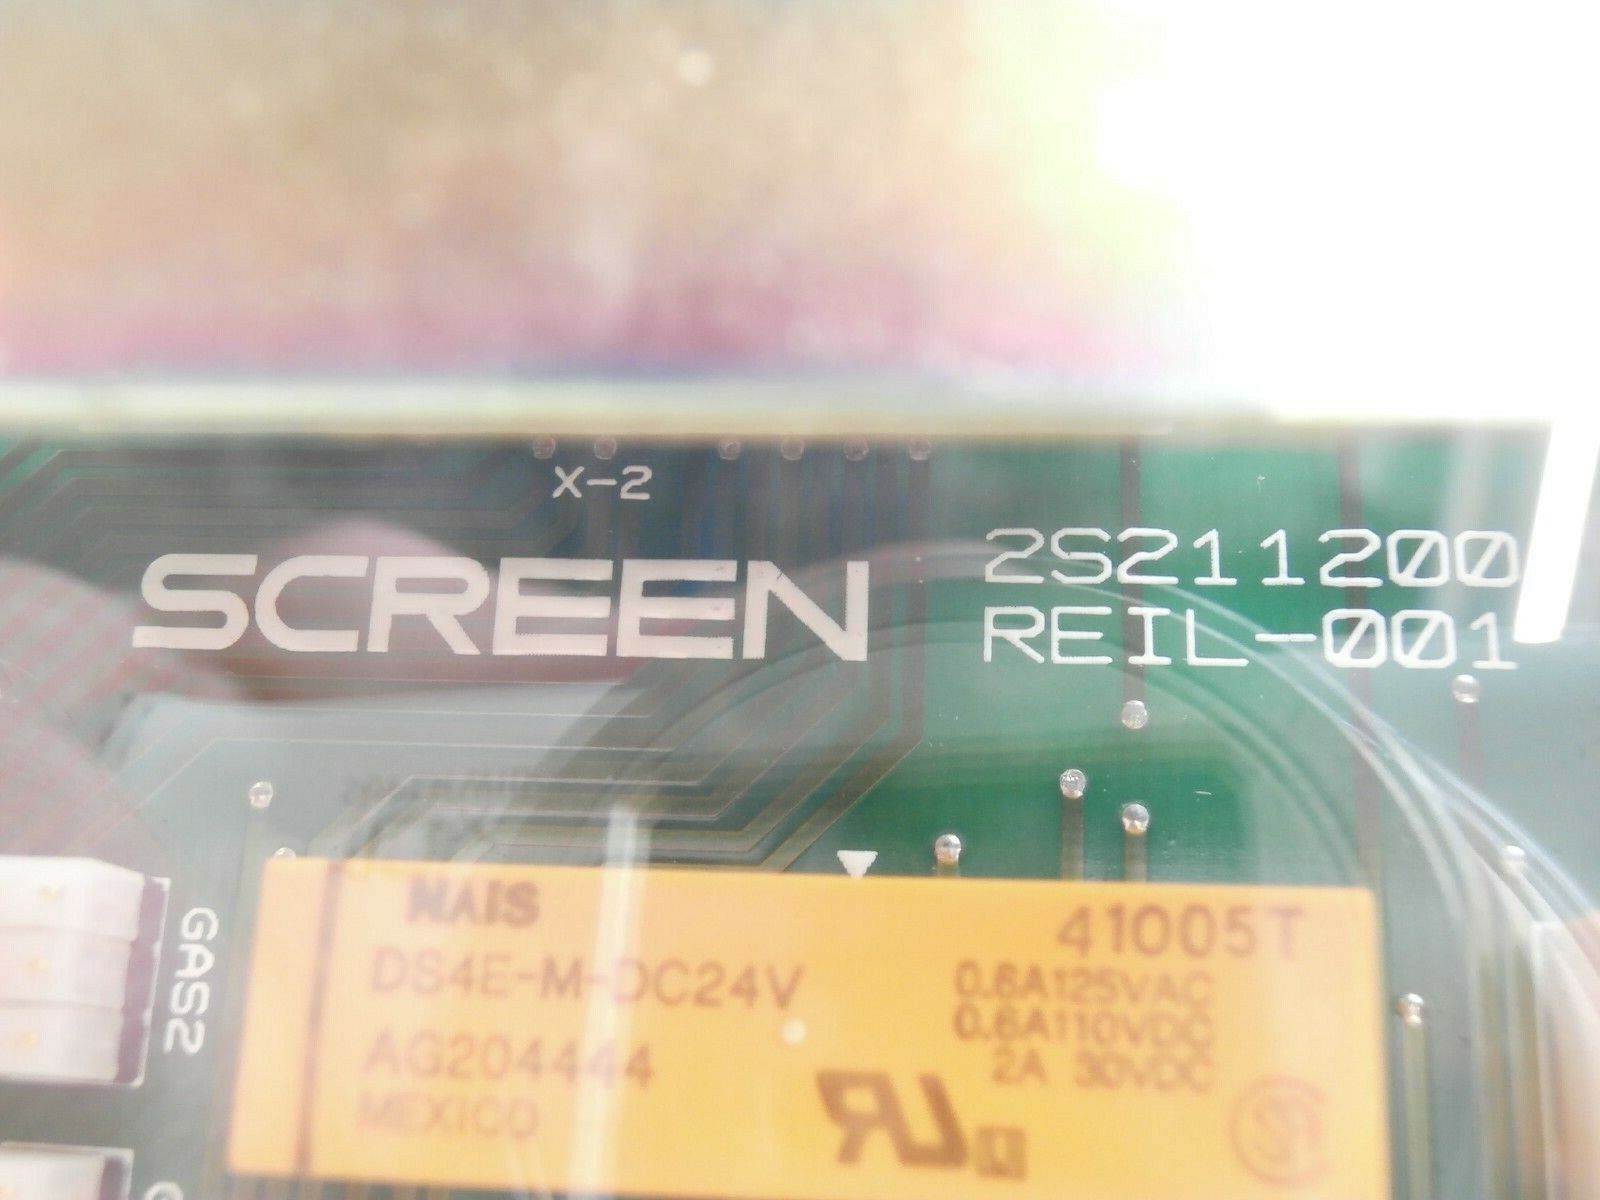 X-2
SCREEN
2S211200
REIL-001
GAS2
NAIS
41005T
DS4E-M-DC24V
0.6A125VAC
0.6A110VDC
AG204444
2A 30VDC
MEXICO